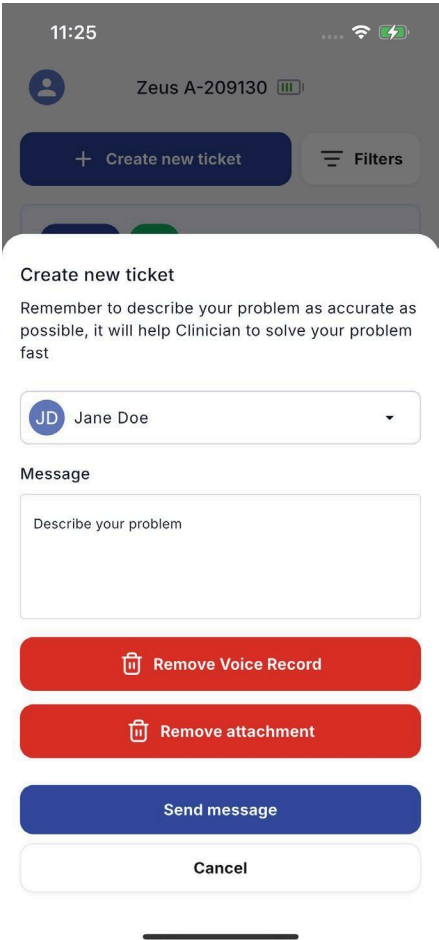 11:25
Zeus A-209130
+ Create new ticket
Filters
Create new ticket
Remember to describe your problem as accurate as
possible, it will help Clinician to solve your problem
fast
JD Jane Doe
Message
Describe your problem
Remove Voice Record
Remove attachment
Send message
Cancel